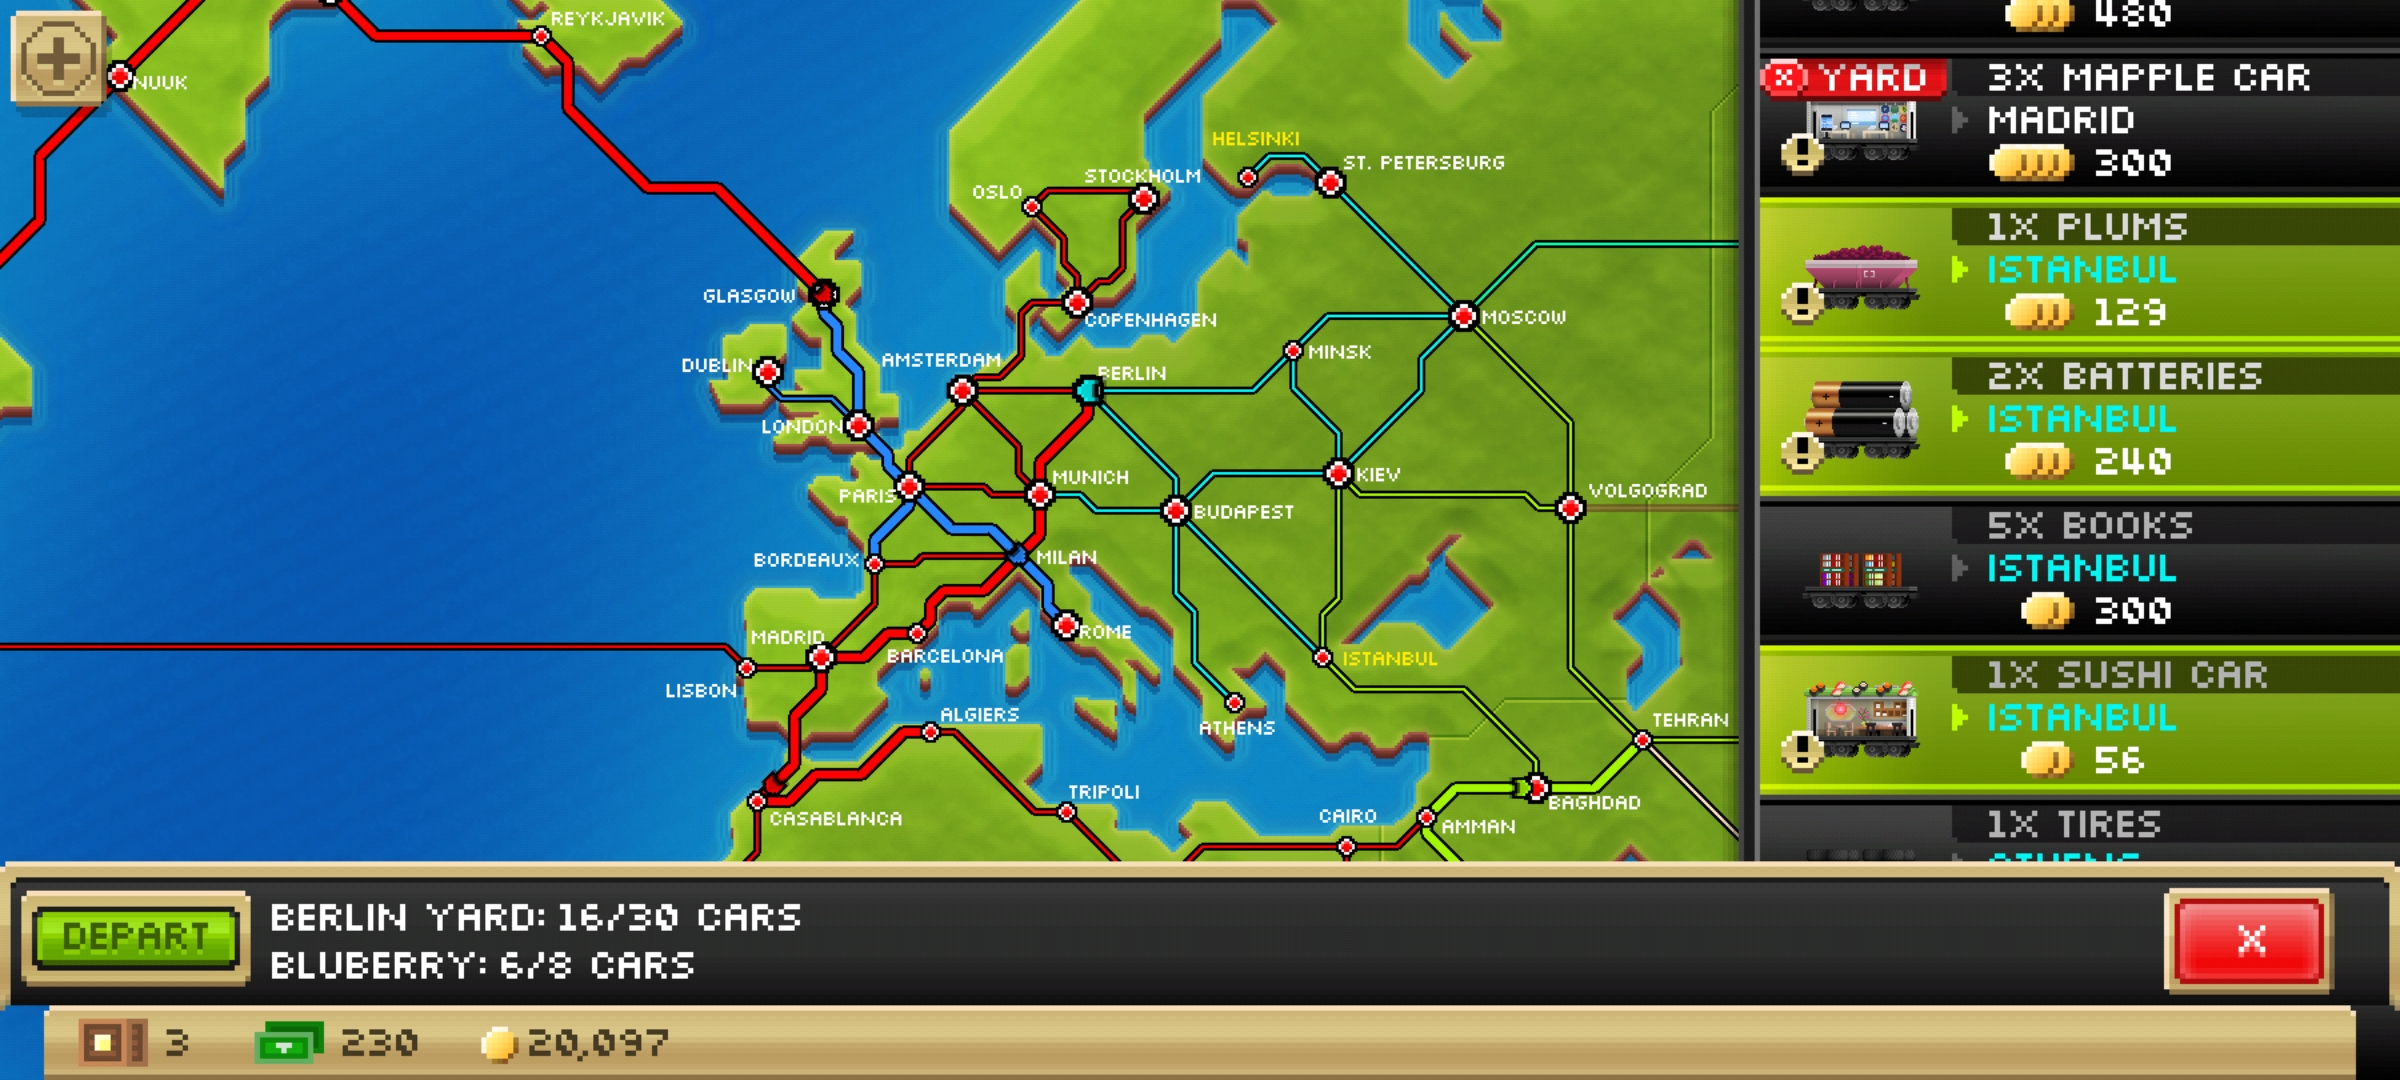 REYKJAVIK
NUUK
HELSINKI
ST. PETERSBURG
STOCKHOLM
OSLO
GLASGOW
COPENHAGEN
MOSCOW
DUBLIN
AMSTERDAM
BERLIN
MINSK
LONDON
PARIS
MUNICH
BUDAPEST
KIEV
VOLGOGRAD
BORDEAUX
MILAN
MADRID
ROME
BARCELONA
ISTANBUL
LISBON
ALGIERS
ATHENS
TEHRAN
TRIPOLI
CASABLANCA
CAIRO
AMMAN
BAGHDAD
480
YARD
3X MAPPLE CAR
MADRID
300
1X PLUMS
ISTANBUL
129
2X BATTERIES
ISTANBUL
240
5X BOOKS
ISTANBUL
300
1X SUSHI CAR
ISTANBUL
56
1X TIRES
ATHENS
DEPART
BERLIN YARD: 16/30 CARS
BLUBERRY: 6/8 CARS
X
3
230
20,097